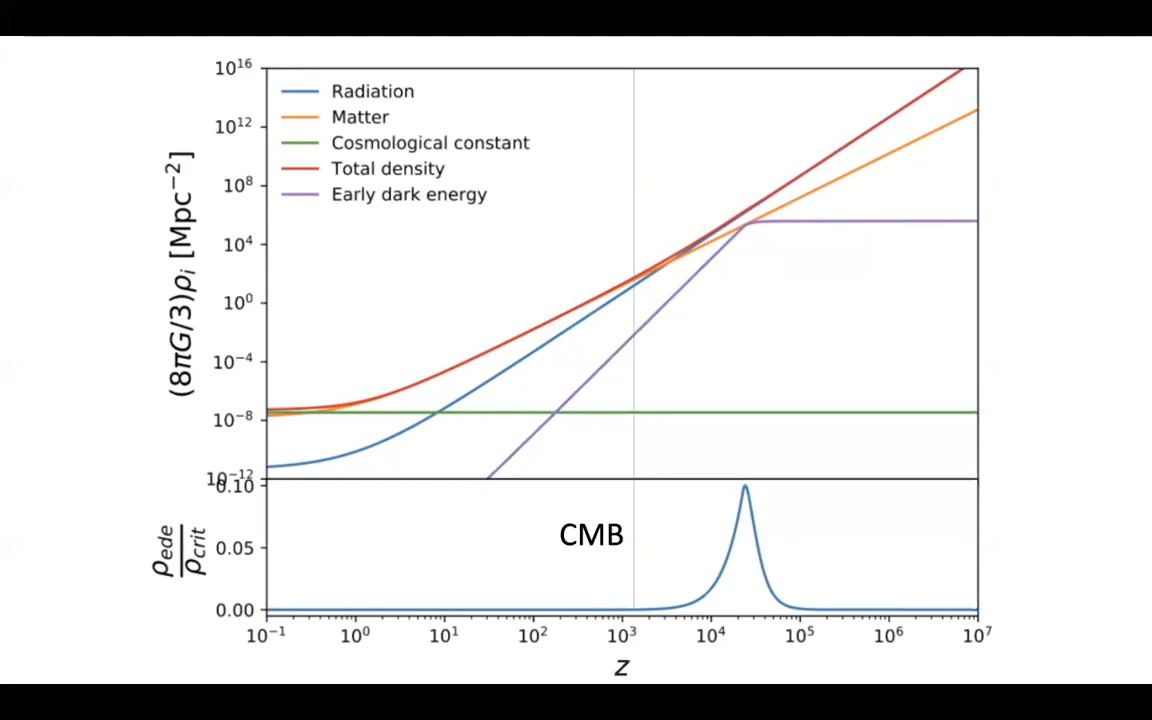 10¹⁶
10¹²
10⁸
10⁴
10⁰
10⁻⁴
10⁻⁸
10⁻¹²
(8πG/3)ρᵢ [Mpc⁻²]
Radiation
Matter
Cosmological constant
Total density
Early dark energy
0.10
0.05
0.00
ρede
ρcrit
CMB
10⁻¹ 10⁰ 10¹ 10² 10³ 10⁴ 10⁵ 10⁶ 10⁷
z